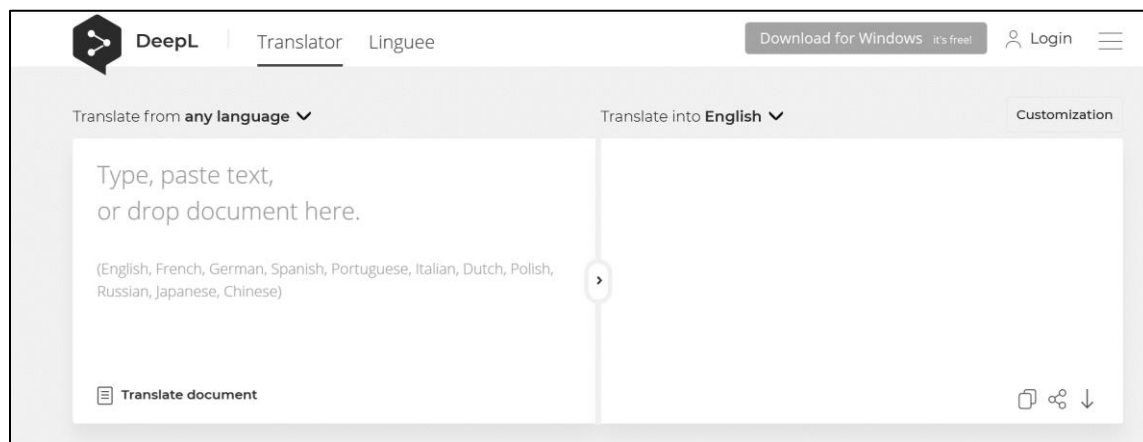 DeepL
Translator
Linguee
Download for Windows it's free!
Login
Translate from any language
Translate into English
Customization
Type, paste text,
or drop document here.
(English, French, German, Spanish, Portuguese, Italian, Dutch, Polish,
Russian, Japanese, Chinese)
Translate document